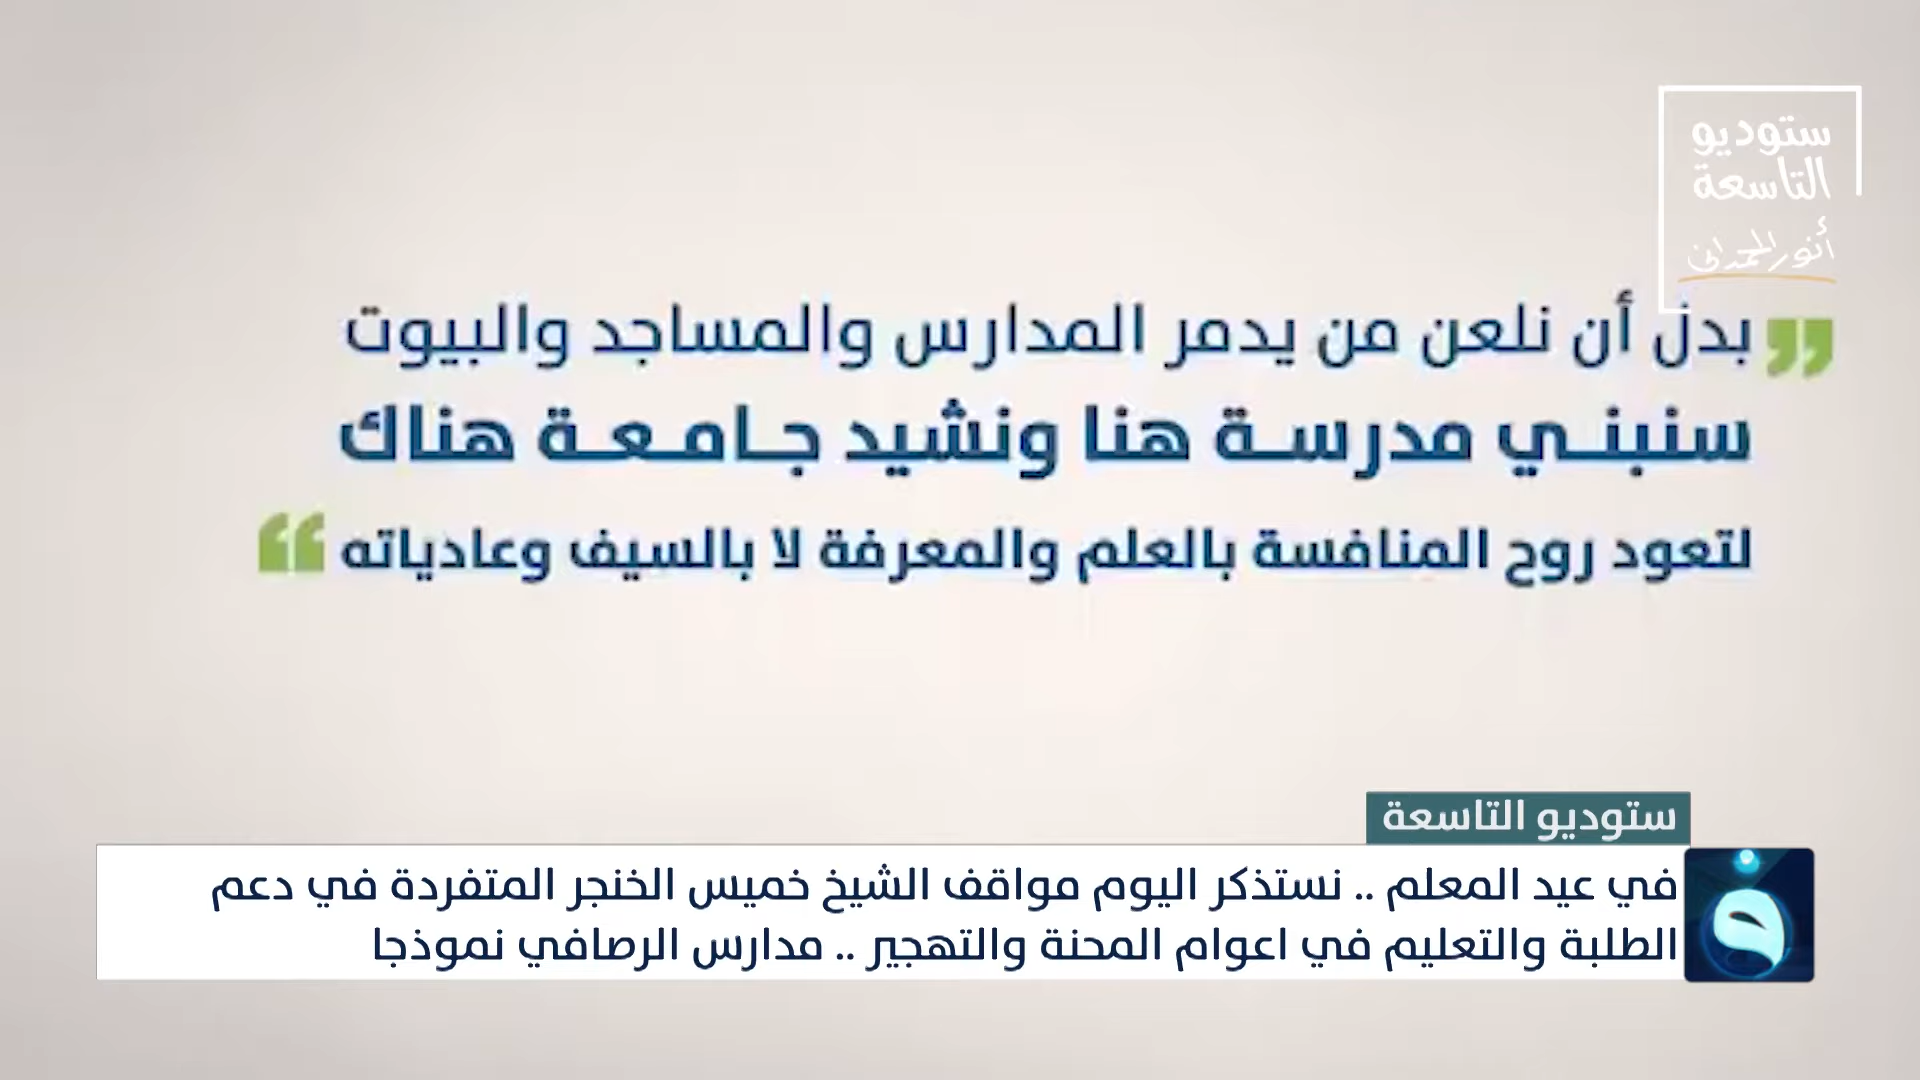 ستوديو
التاسعة
أنور الحمداني
بدل أن نلعن من يدمر المدارس والمساجد والبيوت
سنبني مدرسة هنا ونشيد جامعة هناك
لتعود روح المنافسة بالعلم والمعرفة لا بالسيف وعادياته
ستوديو التاسعة
في عيد المعلم .. نستذكر اليوم مواقف الشيخ خميس الخنجر المتفردة في دعم
الطلبة والتعليم في اعوام المحنة والتهجير .. مدارس الرصافي نموذجا